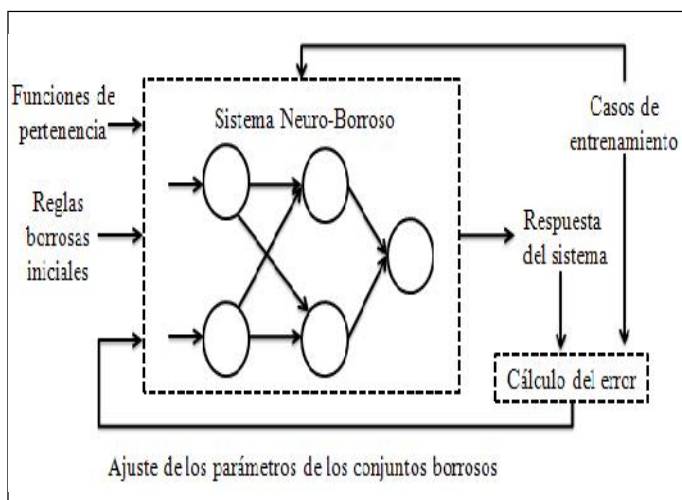 Funciones de
pertenencia
Reglas
borrosas
iniciales
Sistema Neuro-Borroso
Casos de
entrenamiento
Respuesta
del sistema
Cálculo del error
Ajuste de los parámetros de los conjuntos borrosos